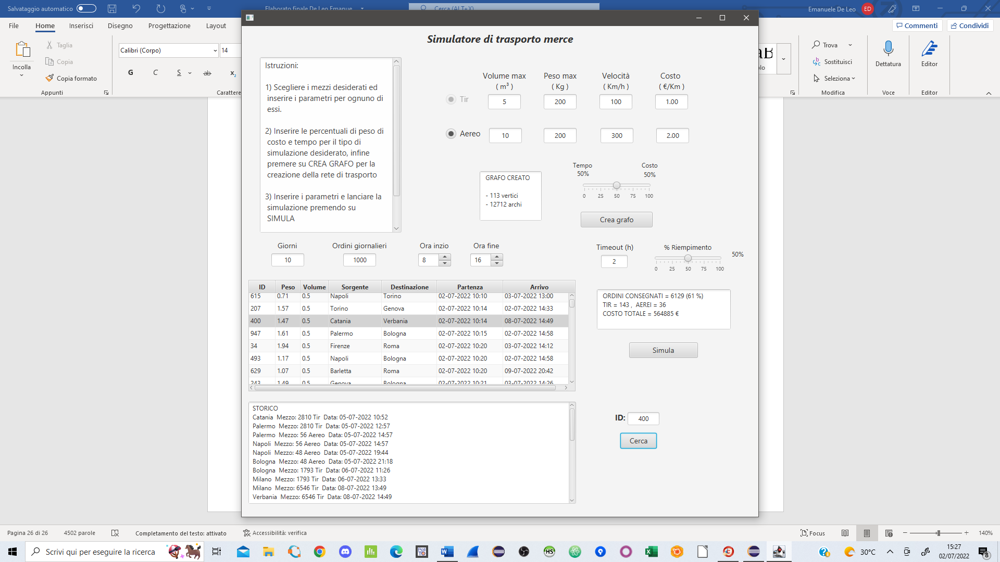 Salvataggio automatico
Elaborato finale De Leo Emanue...
Cerca (ALT+X)
Emanuele De Leo
ED
File
Home
Inserisci
Disegno
Progettazione
Layout
Commenti
Condividi
Incolla
Taglia
Copia
Copia formato
Appunti
Calibri (Corpo)
14
G
C
S
ab
x₂
Carattere
Trova
Sostituisci
Seleziona
Modifica
Dettatura
Voce
Editor
Editor
Simulatore di trasporto merce
Istruzioni:
1) Scegliere i mezzi desiderati ed
inserire i parametri per ognuno di
essi.
2) Inserire le percentuali di peso di
costo e tempo per il tipo di
simulazione desiderato, infine
premere su CREA GRAFO per la
creazione della rete di trasporto
3) Inserire i parametri e lanciare la
simulazione premendo su
SIMULA
Volume max Peso max Velocità Costo
( m³ ) ( Kg ) ( Km/h ) ( €/Km )
Tir 5 200 100 1.00
Aereo 10 200 300 2.00
GRAFO CREATO
- 113 vertici
- 12712 archi
Tempo Costo
50% 50%
0 25 50 75 100
Crea grafo
Giorni Ordini giornalieri Ora inzio Ora fine
10 1000 8 16
Timeout (h)
2
% Riempimento
50%
0 25 50 75 100
ID Peso Volume Sorgente Destinazione Partenza Arrivo
615 0.71 0.5 Napoli Torino 02-07-2022 10:10 03-07-2022 13:00
207 1.57 0.5 Torino Genova 02-07-2022 10:14 02-07-2022 14:33
400 1.47 0.5 Catania Verbania 02-07-2022 10:14 08-07-2022 14:49
947 1.61 0.5 Palermo Bologna 02-07-2022 10:15 02-07-2022 14:58
34 1.94 0.5 Firenze Roma 02-07-2022 10:20 03-07-2022 14:12
493 1.17 0.5 Napoli Bologna 02-07-2022 10:20 02-07-2022 14:58
629 1.07 0.5 Barletta Roma 02-07-2022 10:20 09-07-2022 20:42
243 1.49 0.5 Genova Bologna 02-07-2022 10:21 03-07-2022 14:26
ORDINI CONSEGNATI = 6129 (61 %)
TIR = 143 , AEREI = 36
COSTO TOTALE = 564885 €
Simula
STORICO
Catania Mezzo: 2810 Tir Data: 05-07-2022 10:52
Palermo Mezzo: 2810 Tir Data: 05-07-2022 12:57
Palermo Mezzo: 56 Aereo Data: 05-07-2022 14:57
Napoli Mezzo: 56 Aereo Data: 05-07-2022 14:57
Napoli Mezzo: 48 Aereo Data: 05-07-2022 19:44
Bologna Mezzo: 48 Aereo Data: 05-07-2022 21:18
Bologna Mezzo: 1793 Tir Data: 06-07-2022 11:26
Milano Mezzo: 1793 Tir Data: 06-07-2022 13:33
Milano Mezzo: 6546 Tir Data: 08-07-2022 13:49
Verbania Mezzo: 6546 Tir Data: 08-07-2022 14:49
ID: 400
Cerca
Pagina 26 di 26
4502 parole
Completamento del testo: attivato
Accessibilità: verifica
Focus
140%
Scrivi qui per eseguire la ricerca
30°C
15:27
02/07/2022
8